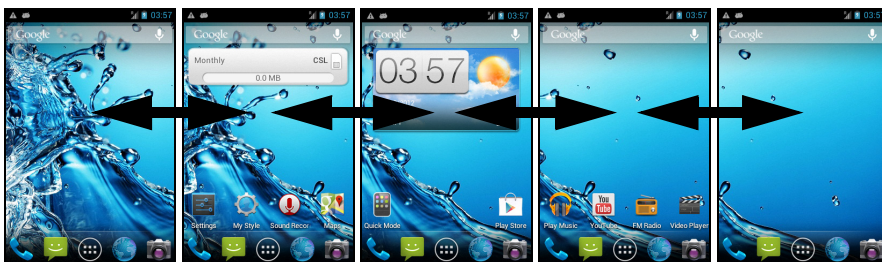 03:57
Google
03:57
Google
Monthly CSL
0.0 MB
Settings My Style Sound Recor.. Maps
03:57
Google
03 57
Quick Mode Play Store
03:57
Google
Play Music YouTube FM Radio Video Player
You
Tube
03:57
Google